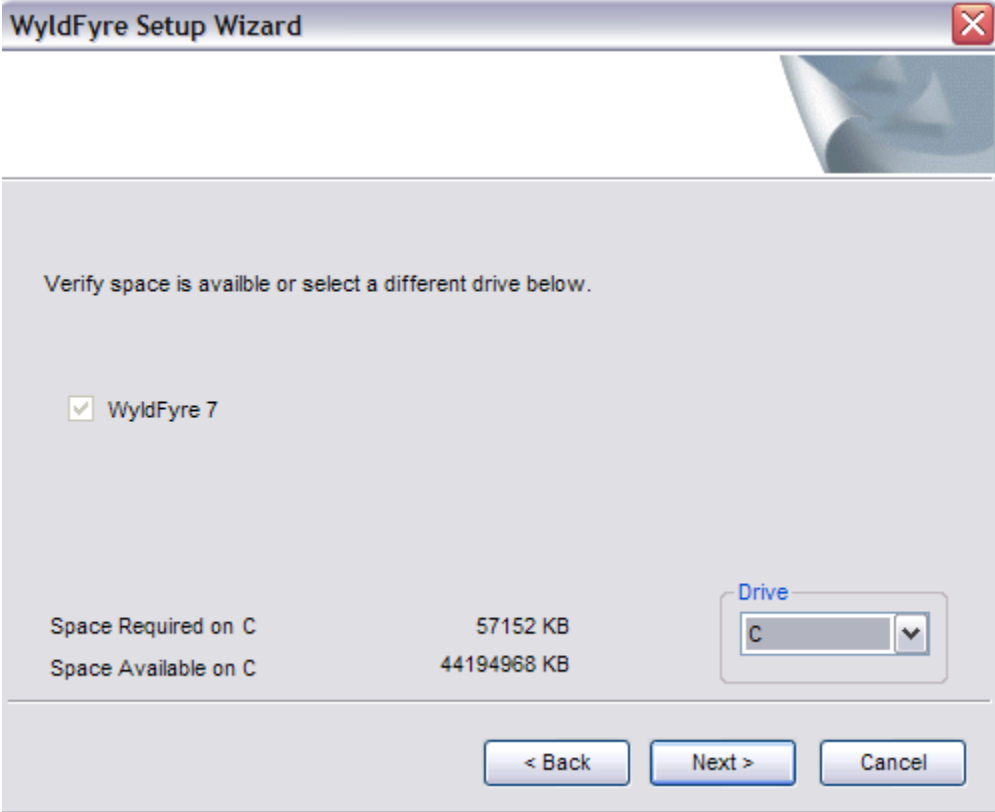 WyldFyre Setup Wizard
Verify space is availble or select a different drive below.
WyldFyre 7
Drive
Space Required on C 57152 KB
C
Space Available on C 44194968 KB
< Back Next > Cancel